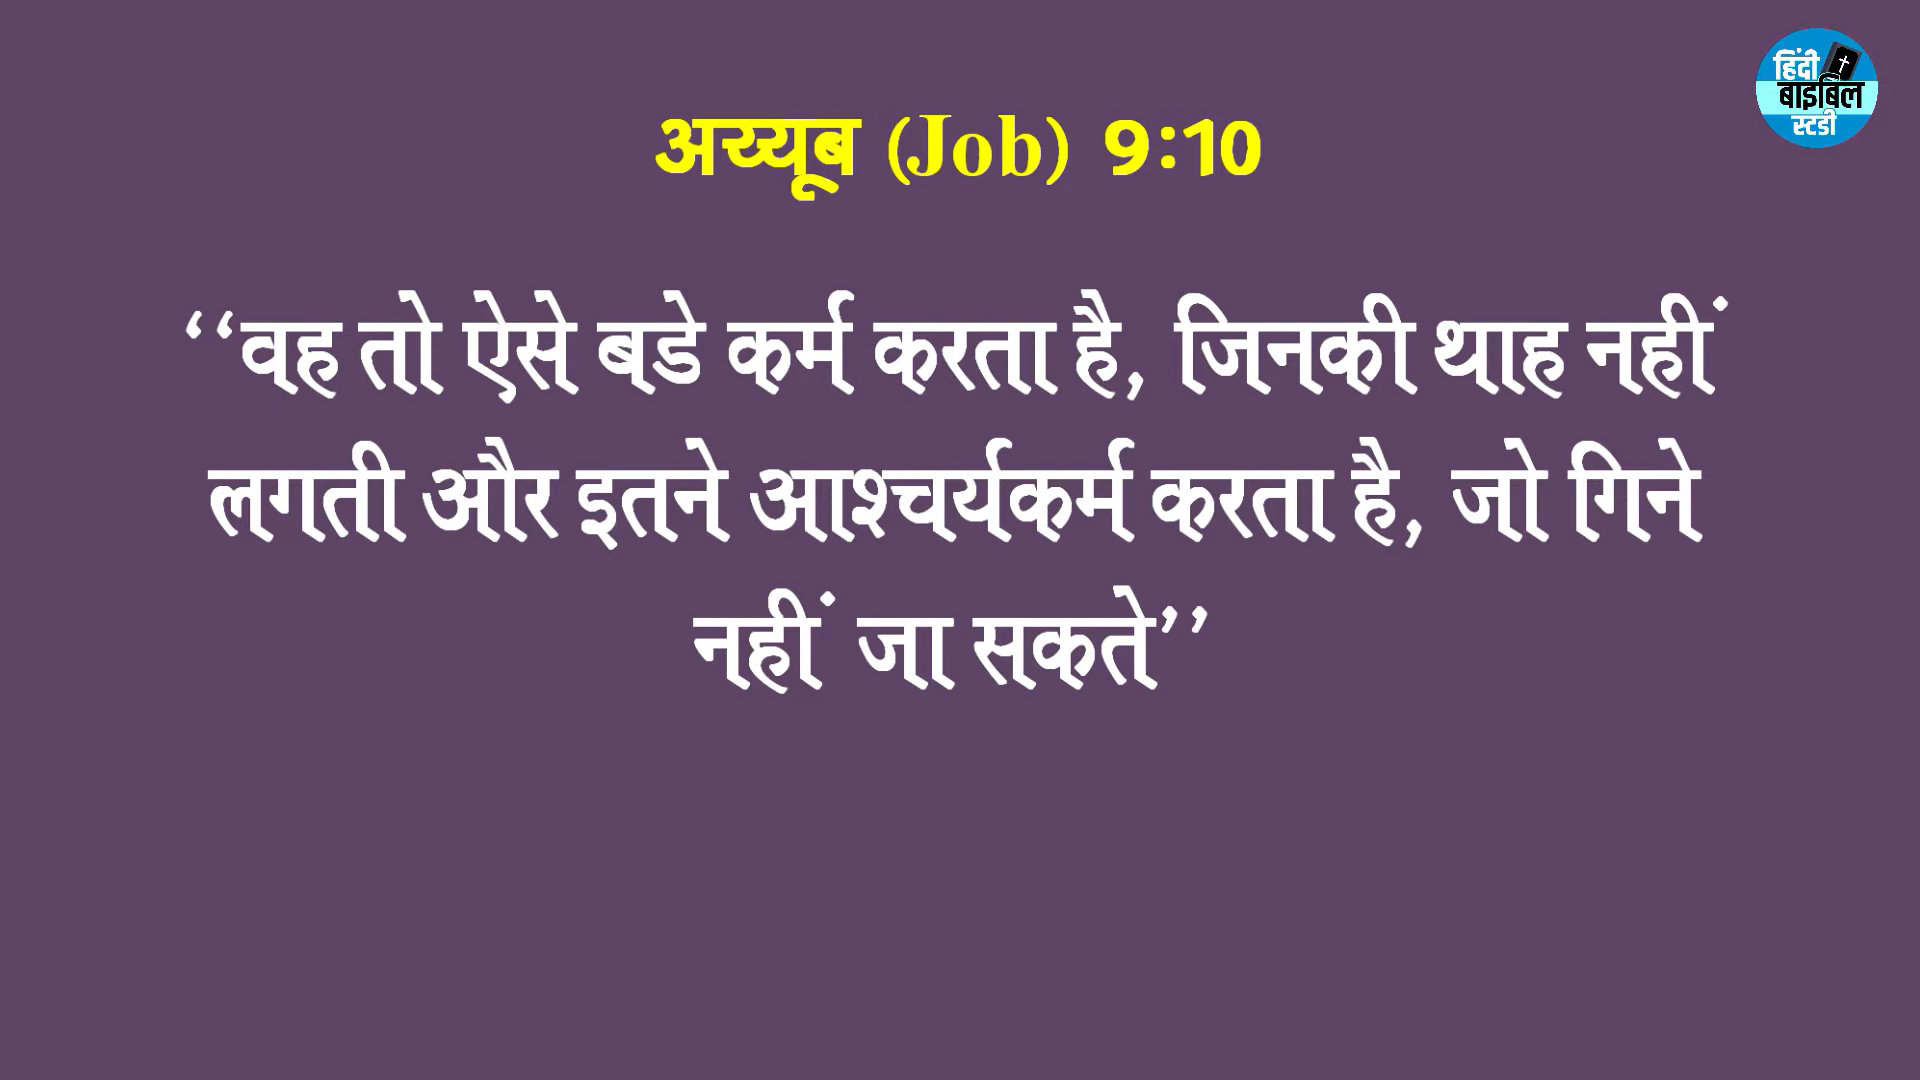 हिंदी
बाइबिल
स्टडी
अय्यूब (Job) 9:10
‘‘वह तो ऐसे बडे कर्म करता है, जिनकी थाह नहीं
लगती और इतने आश्चर्यकर्म करता है, जो गिने
नहीं जा सकते’’